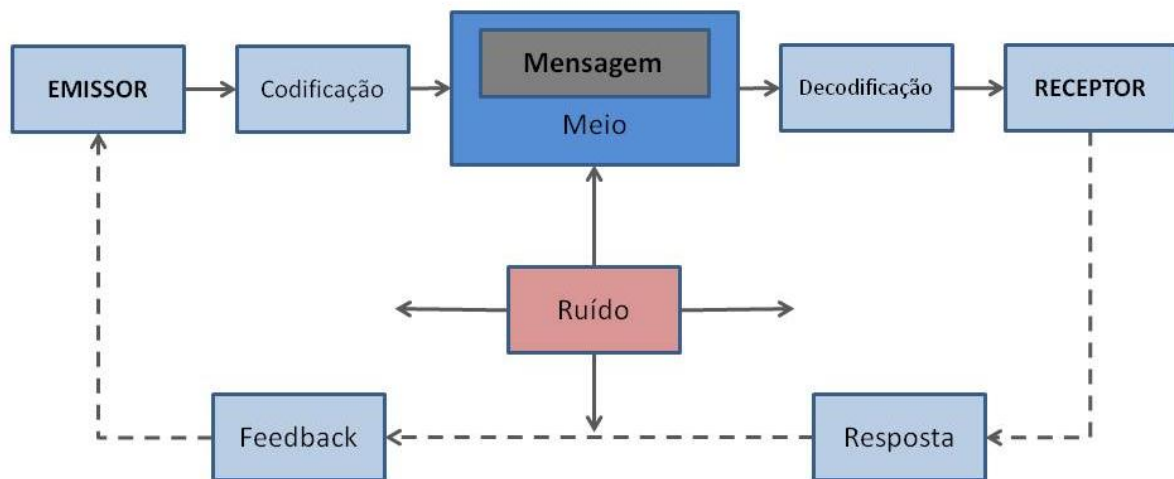 EMISSOR
Codificação
Mensagem
Meio
Decodificação
RECEPTOR
Ruído
Feedback
Resposta